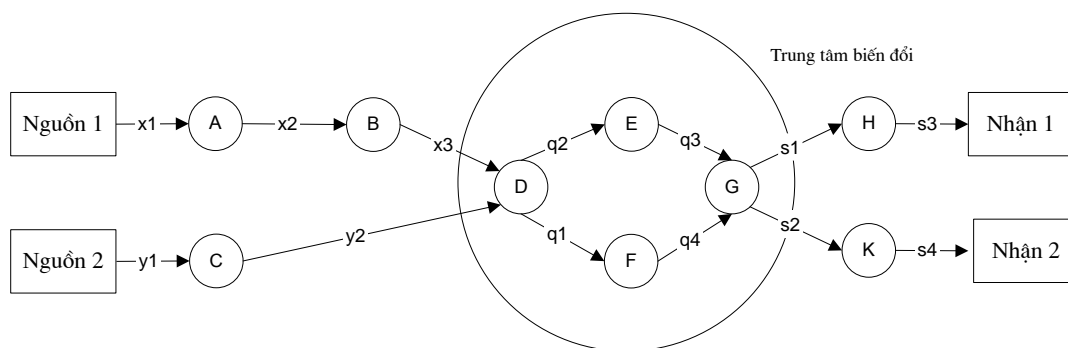 Trung tâm biến đổi
Nguồn 1
x1
A
x2
B
x3
D
q2
E
q3
G
s1
H
s3
Nhận 1
Nguồn 2
y1
C
y2
q1
F
q4
s2
K
s4
Nhận 2